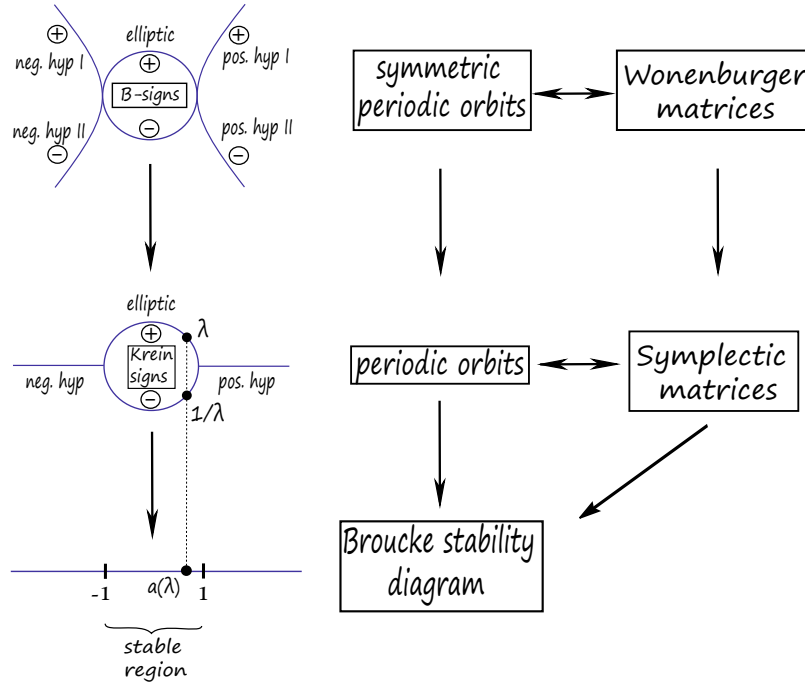 elliptic
+
+
+
neg. hyp I
pos. hyp I
B-signs
neg. hyp II
pos. hyp II
−
−
−
symmetric
periodic orbits
Wonenburger
matrices
elliptic
+
λ
Krein
signs
neg. hyp
pos. hyp
−
1/λ
periodic orbits
Symplectic
matrices
Broucke stability
diagram
-1
a(λ)
1
stable
region